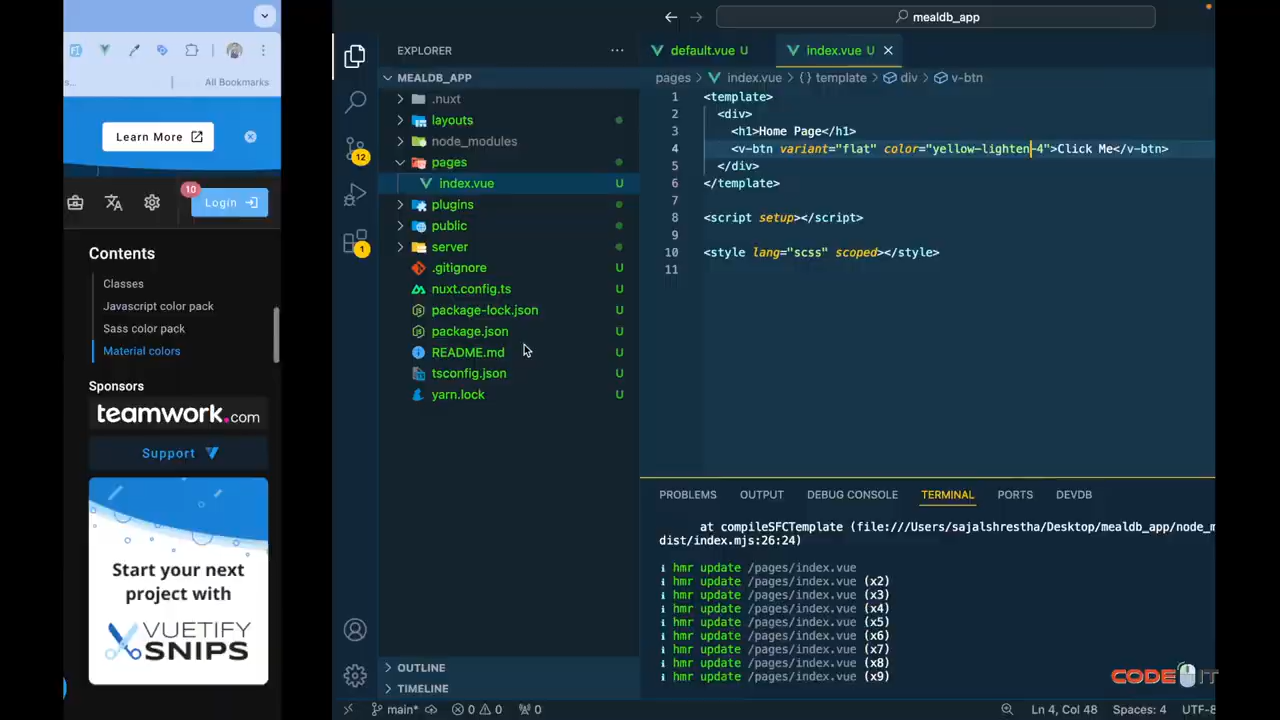 All Bookmarks
Learn More
10
Login
Contents
Classes
Javascript color pack
Sass color pack
Material colors
Sponsors
teamwork.com
Support
Start your next
project with
VUETIFY
SNIPS
mealdb_app
EXPLORER
MEALDB_APP
.nuxt
layouts
node_modules
pages
index.vue U
plugins
public
server
.gitignore U
nuxt.config.ts U
package-lock.json U
package.json U
README.md U
tsconfig.json U
yarn.lock U
OUTLINE
TIMELINE
12
1
default.vue U
index.vue U
pages > index.vue > {} template > div > v-btn
1 <template>
2 <div>
3 <h1>Home Page</h1>
4 <v-btn variant="flat" color="yellow-lighten-4">Click Me</v-btn>
5 </div>
6 </template>
7
8 <script setup></script>
9
10 <style lang="scss" scoped></style>
11
PROBLEMS OUTPUT DEBUG CONSOLE TERMINAL PORTS DEVDB
at compileSFCTemplate (file:///Users/sajalshrestha/Desktop/mealdb_app/node_m
dist/index.mjs:26:24)
i hmr update /pages/index.vue
i hmr update /pages/index.vue (x2)
i hmr update /pages/index.vue (x3)
i hmr update /pages/index.vue (x4)
i hmr update /pages/index.vue (x5)
i hmr update /pages/index.vue (x6)
i hmr update /pages/index.vue (x7)
i hmr update /pages/index.vue (x8)
i hmr update /pages/index.vue (x9)
CODE IT
main* 0 0 0
Ln 4, Col 48 Spaces: 4 UTF-8